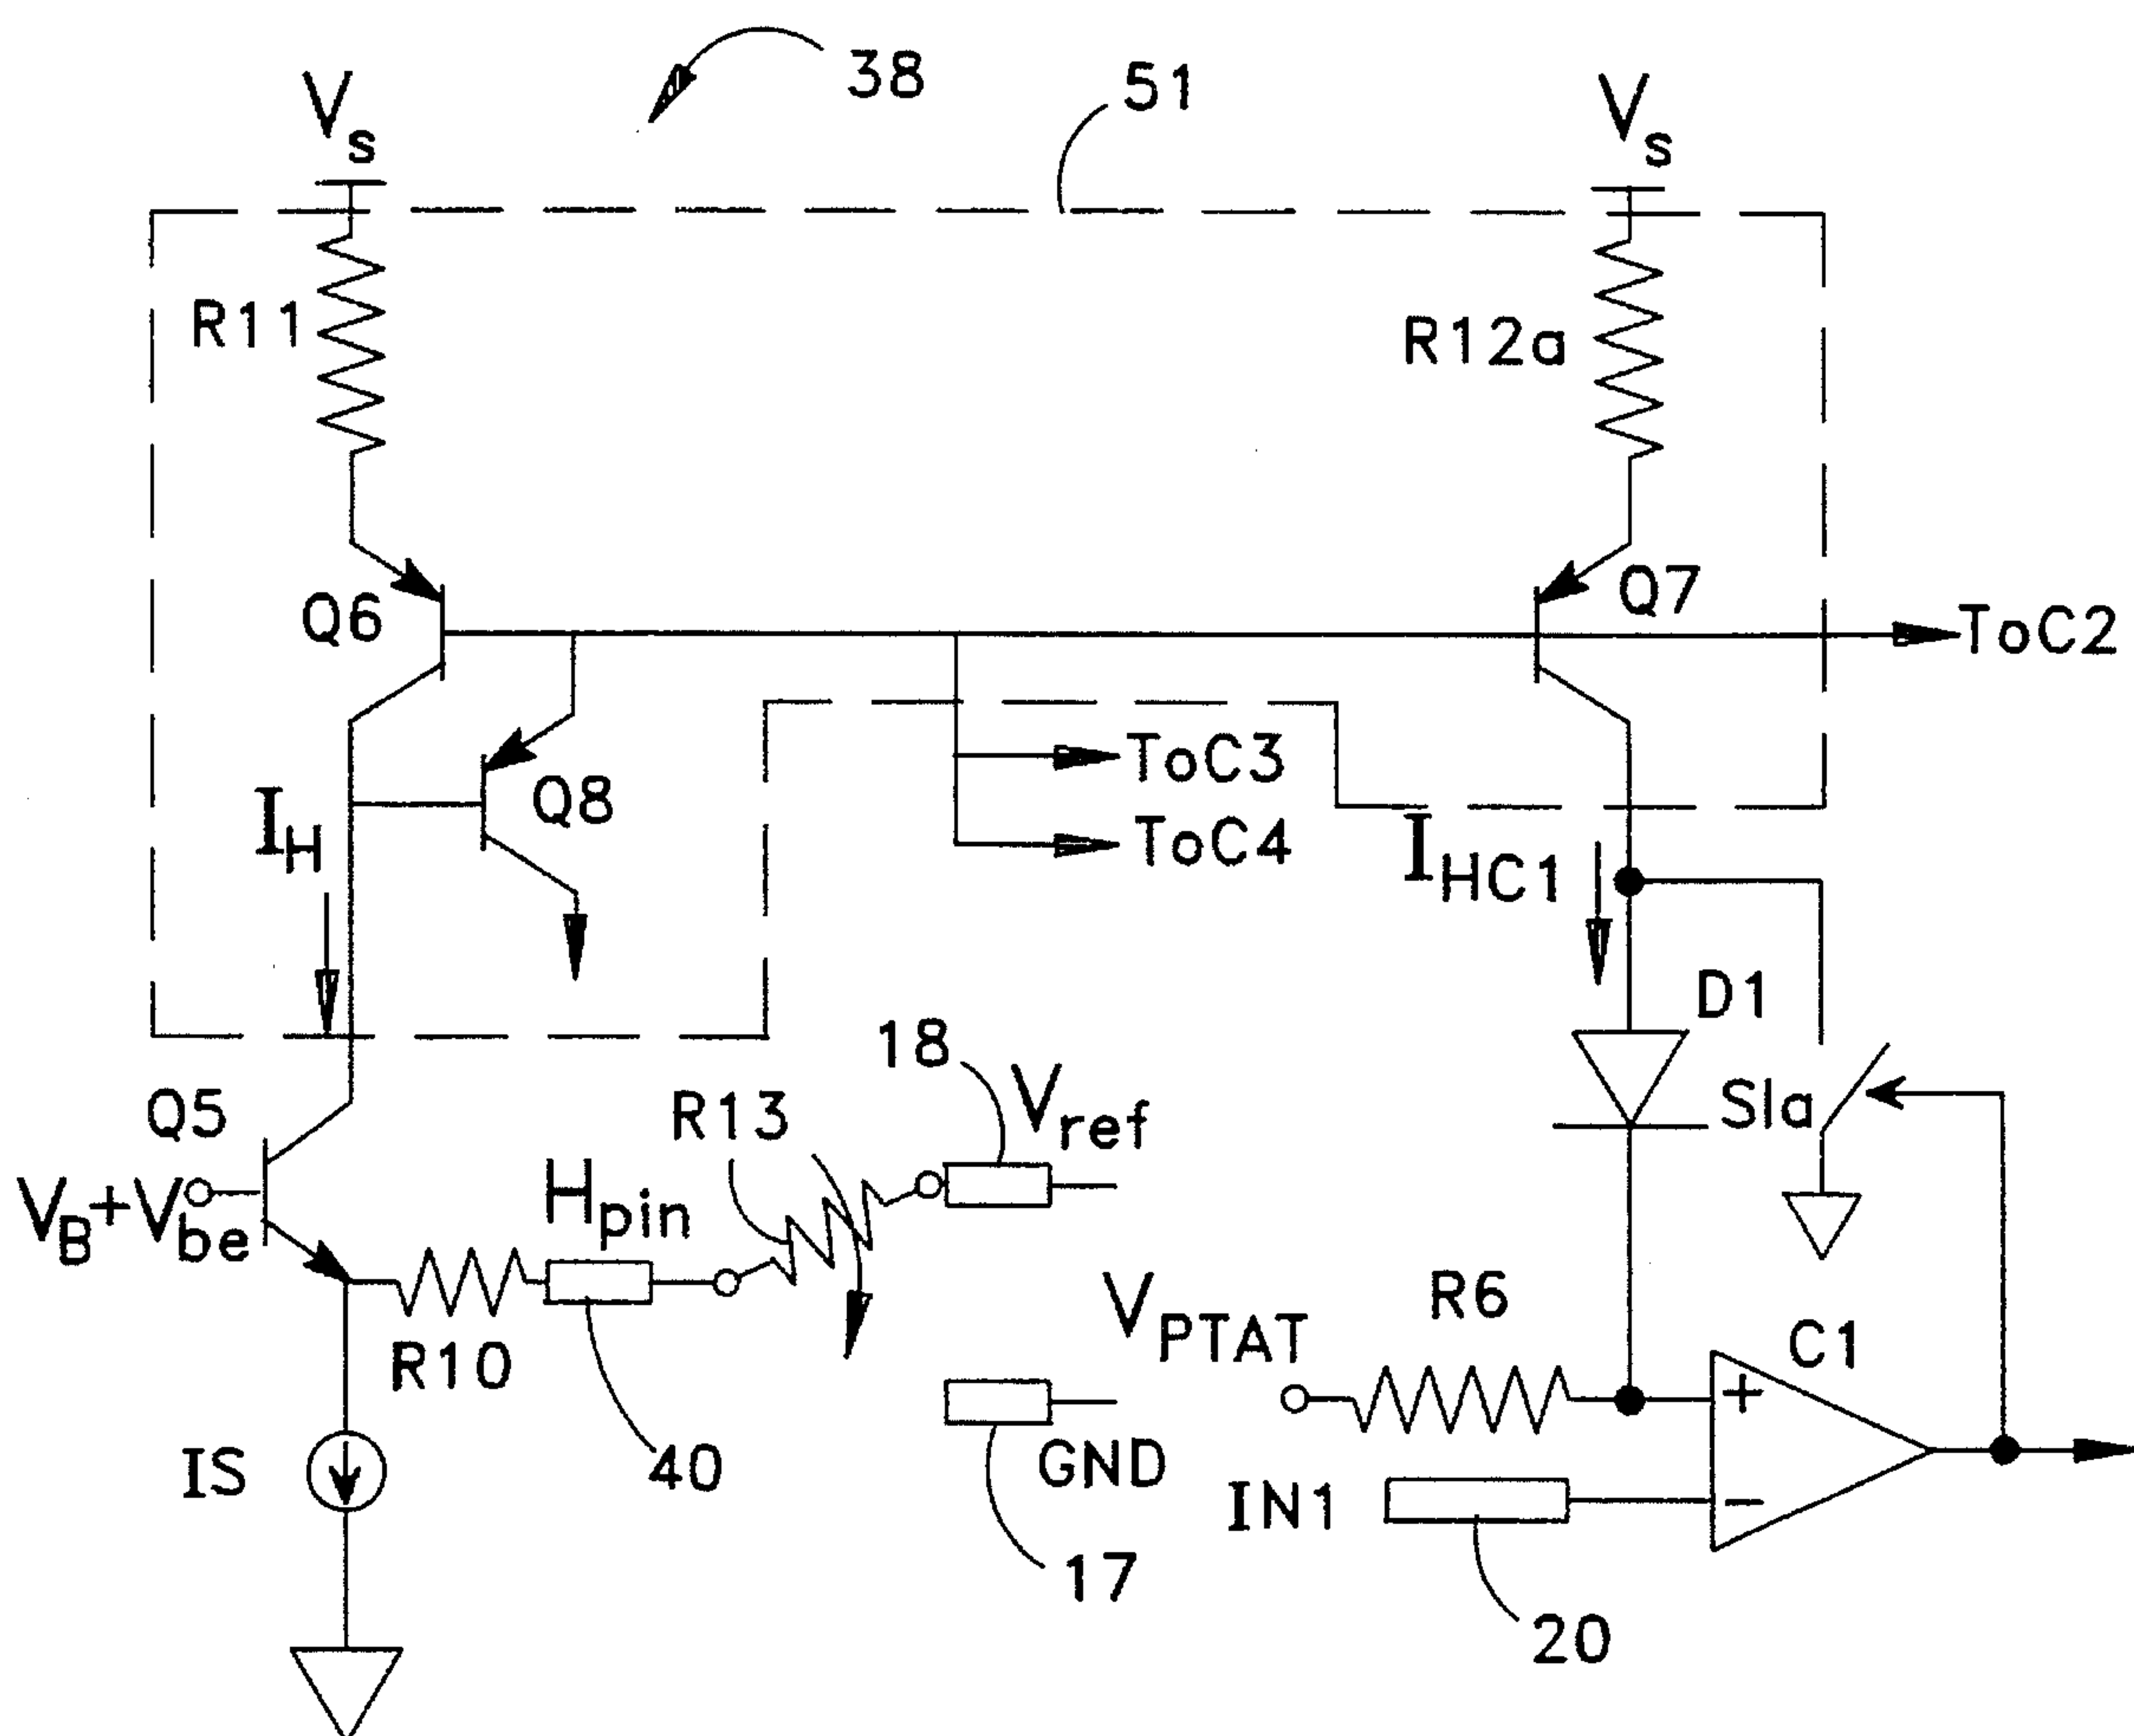 38
51
Vs
Vs
R11
R12a
Q6
Q7
ToC2
Q8
ToC3
ToC4
IH
IHC1
D1
18
Vref
R13
Q5
S1a
VB+Vbe
Hpin
VPTAT
R6
C1
R10
+
IS
40
GND
IN1
−
17
20